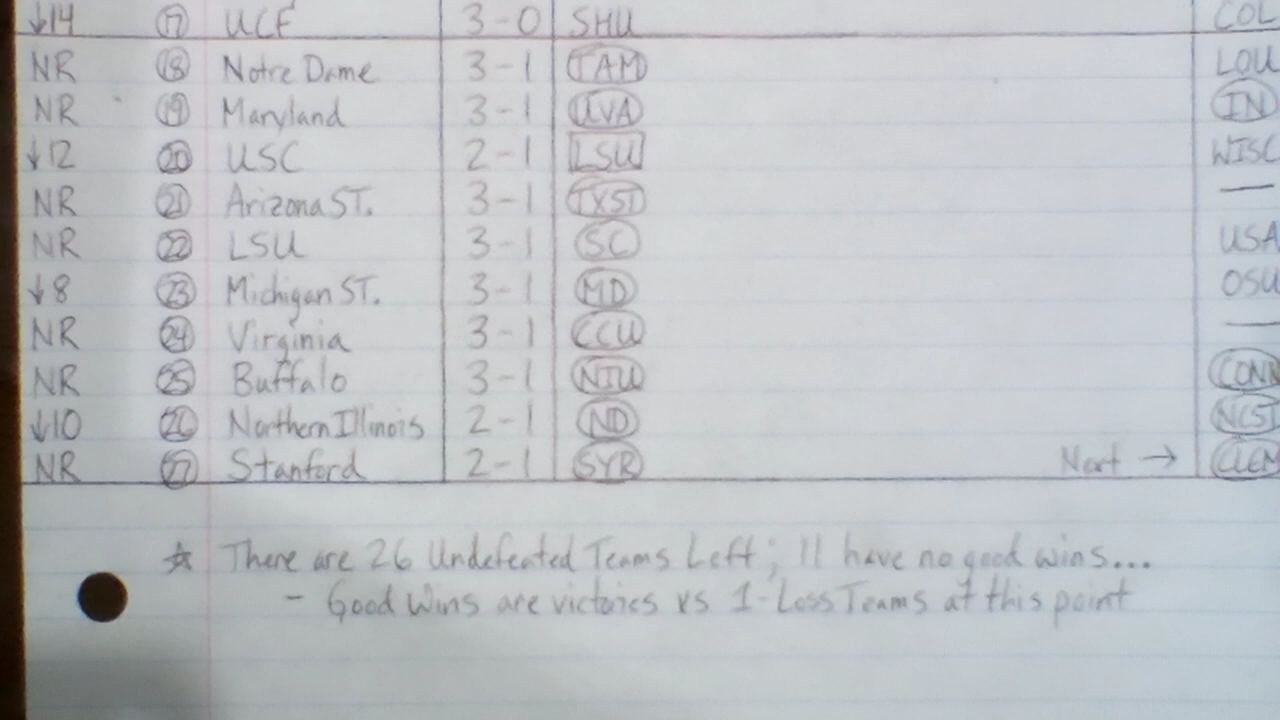 ↓14 17 UCF 3-0 SHU COL
NR 18 Notre Dame 3-1 TAM LOU
NR 19 Maryland 3-1 UVA IN
↓12 20 USC 2-1 LSU WISC
NR 21 Arizona ST. 3-1 TXST —
NR 22 LSU 3-1 SC USA
↓8 23 Michigan ST. 3-1 MD OSU
NR 24 Virginia 3-1 CCU —
NR 25 Buffalo 3-1 NIU CONN
↓10 26 Northern Illinois 2-1 ND NCST
NR 27 Stanford 2-1 SYR Next → CLEM
☆ There are 26 Undefeated Teams Left; 11 have no good wins...
- Good Wins are victories vs 1-Loss Teams at this point